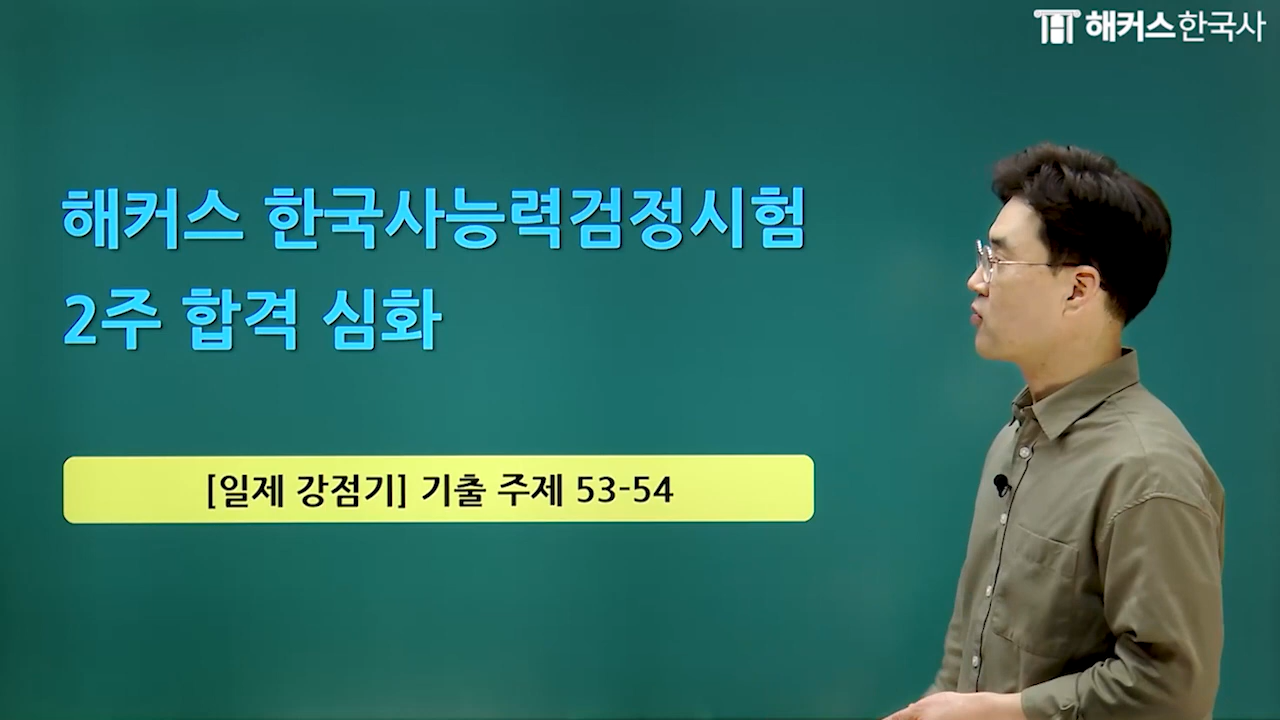 해커스한국사
해커스 한국사능력검정시험
2주 합격 심화
[일제 강점기] 기출 주제 53-54